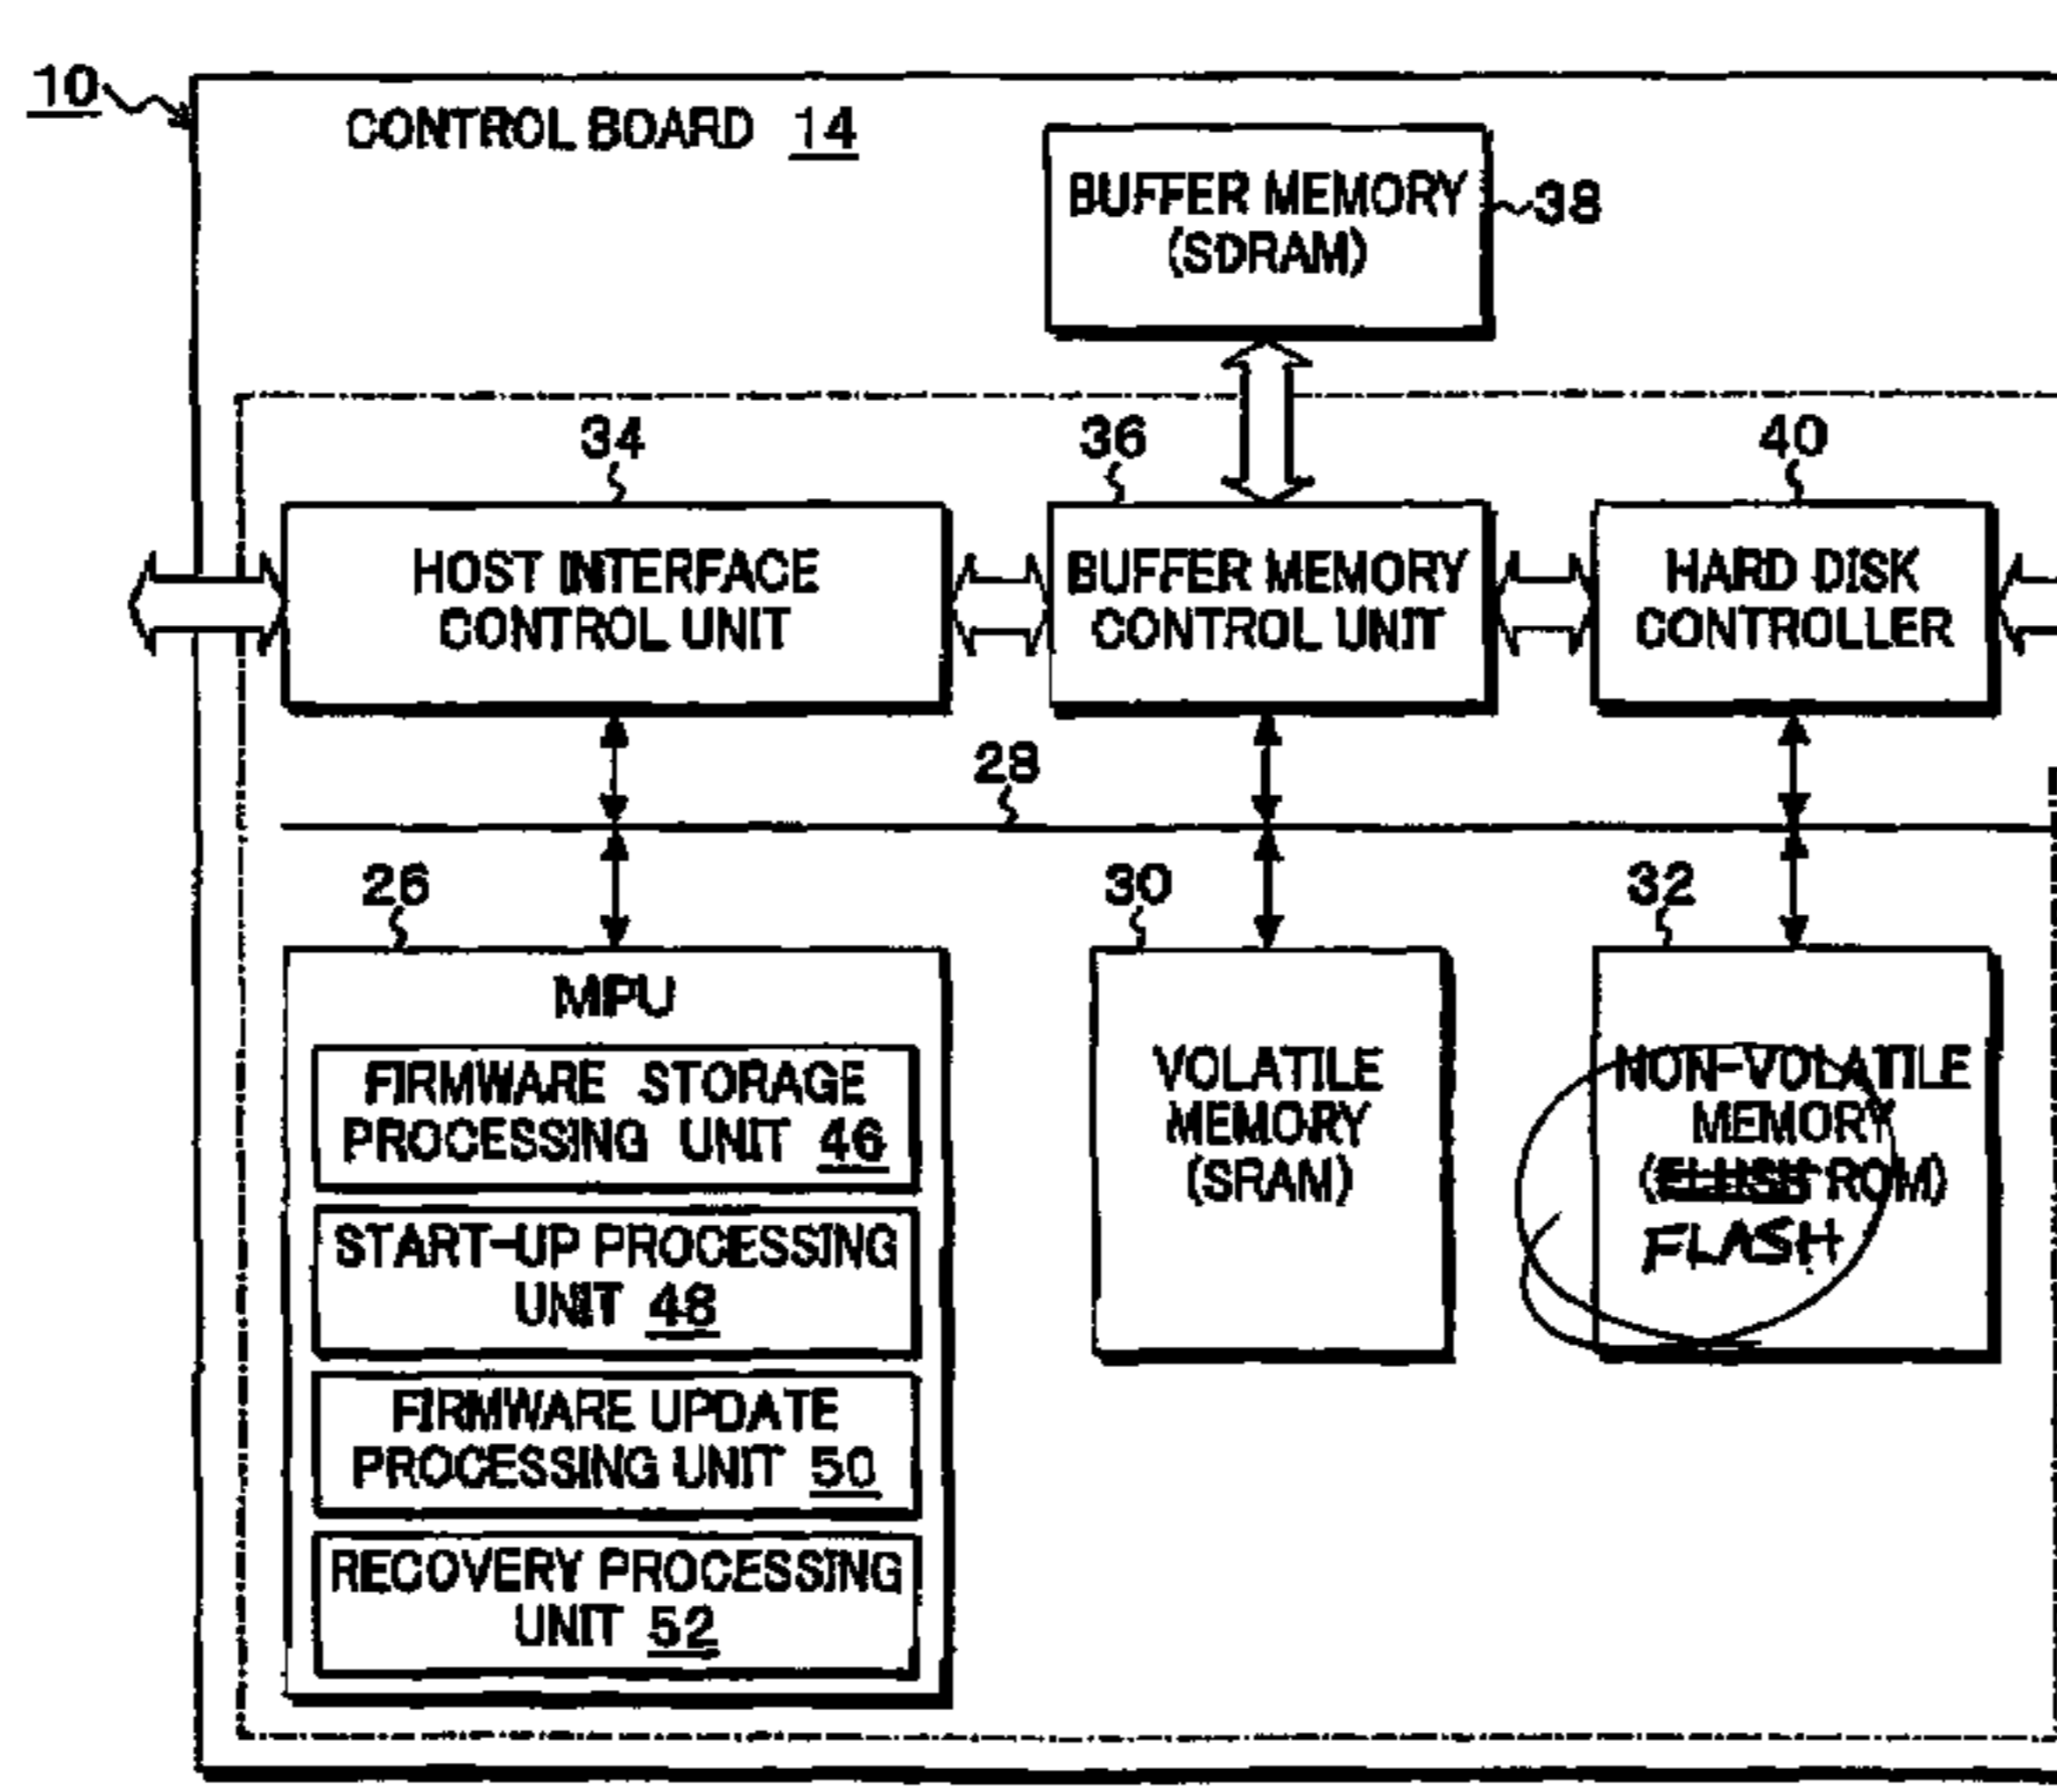 10
CONTROL BOARD 14
BUFFER MEMORY
(SDRAM)
38
34
36
40
HOST INTERFACE
CONTROL UNIT
BUFFER MEMORY
CONTROL UNIT
HARD DISK
CONTROLLER
28
26
30
32
MPU
FIRMWARE STORAGE
PROCESSING UNIT 46
START-UP PROCESSING
UNIT 48
FIRMWARE UPDATE
PROCESSING UNIT 50
RECOVERY PROCESSING
UNIT 52
VOLATILE
MEMORY
(SRAM)
NON-VOLATILE
MEMORY
(FLUSH ROM)
FLASH